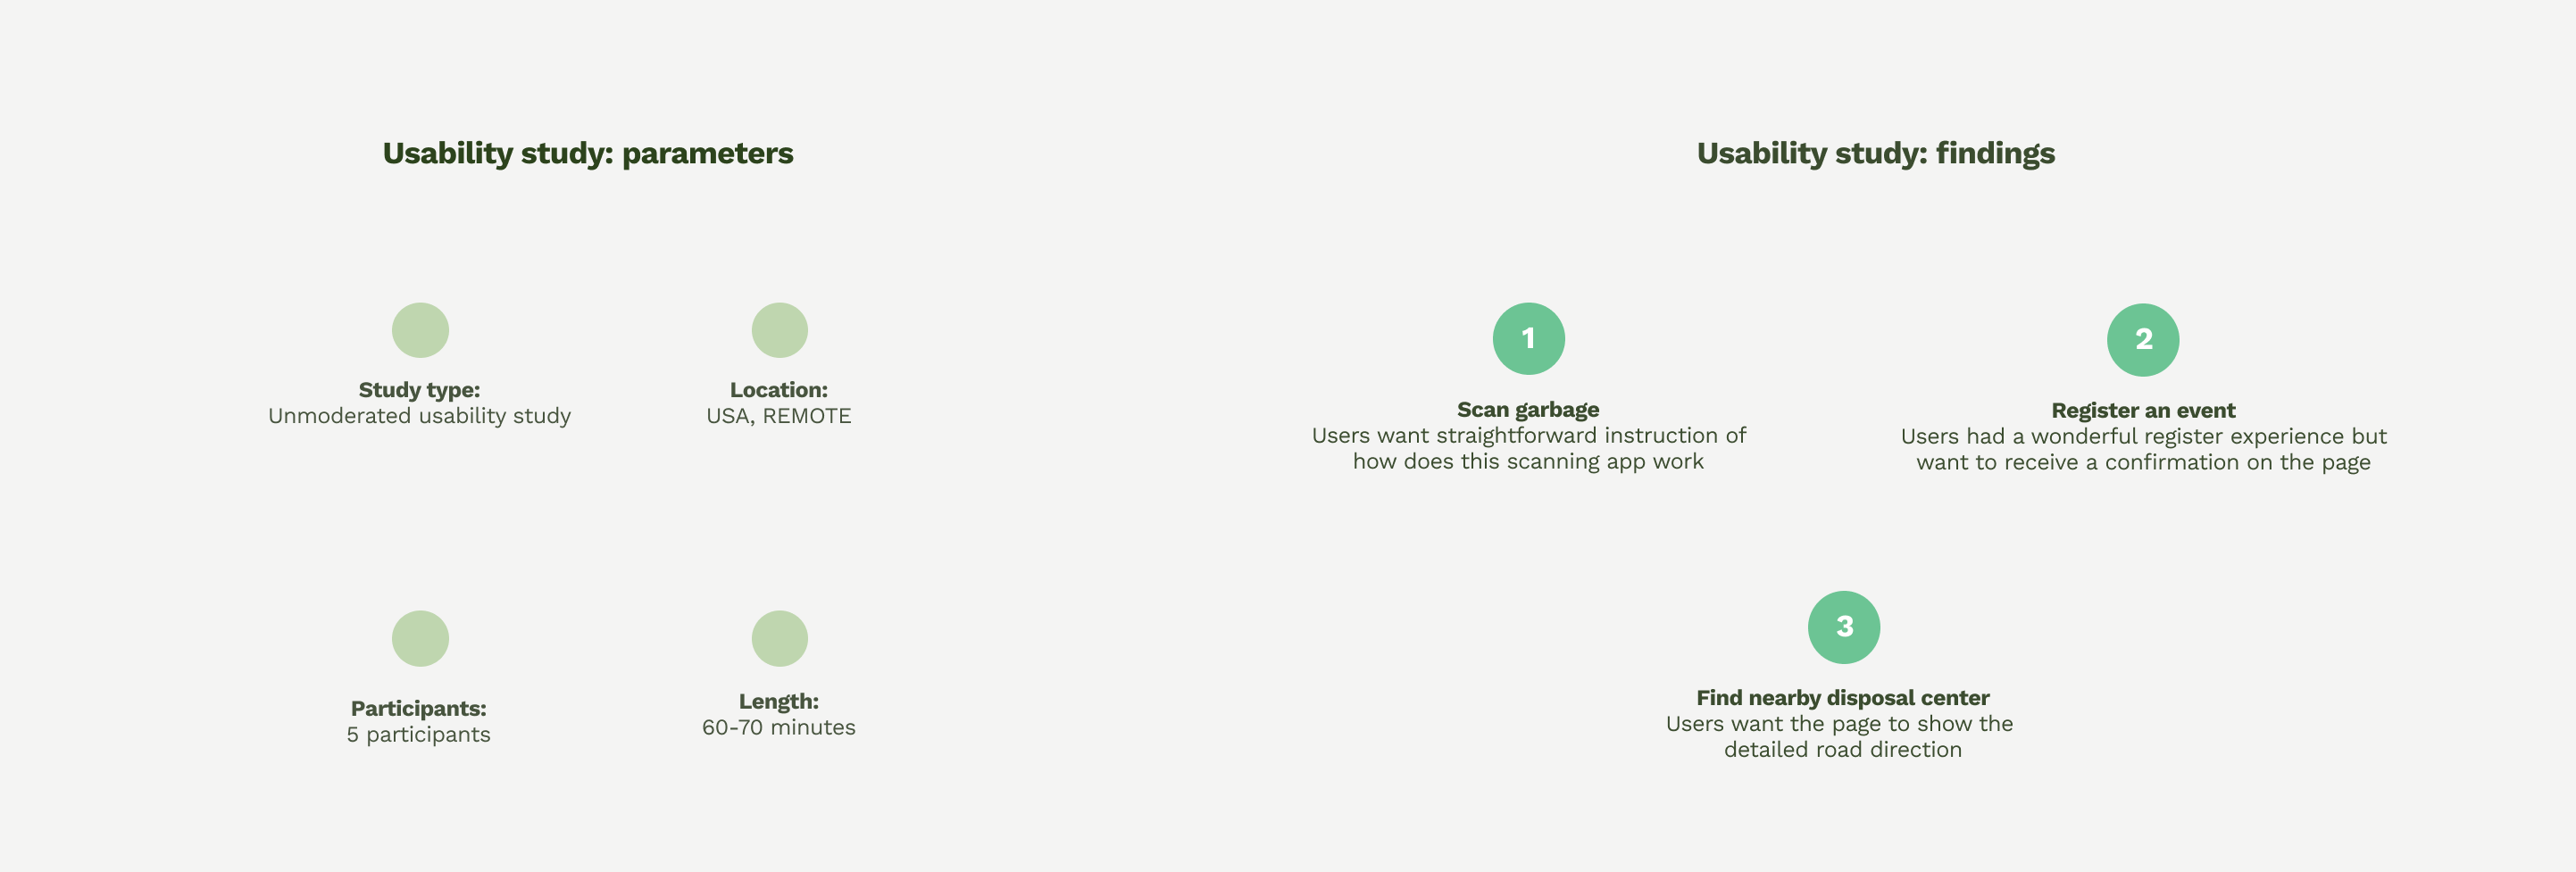 Usability study: parameters
Study type:
Unmoderated usability study
Location:
USA, REMOTE
Participants:
5 participants
Length:
60-70 minutes
Usability study: findings
1
Scan garbage
Users want straightforward instruction of
how does this scanning app work
2
Register an event
Users had a wonderful register experience but
want to receive a confirmation on the page
3
Find nearby disposal center
Users want the page to show the
detailed road direction